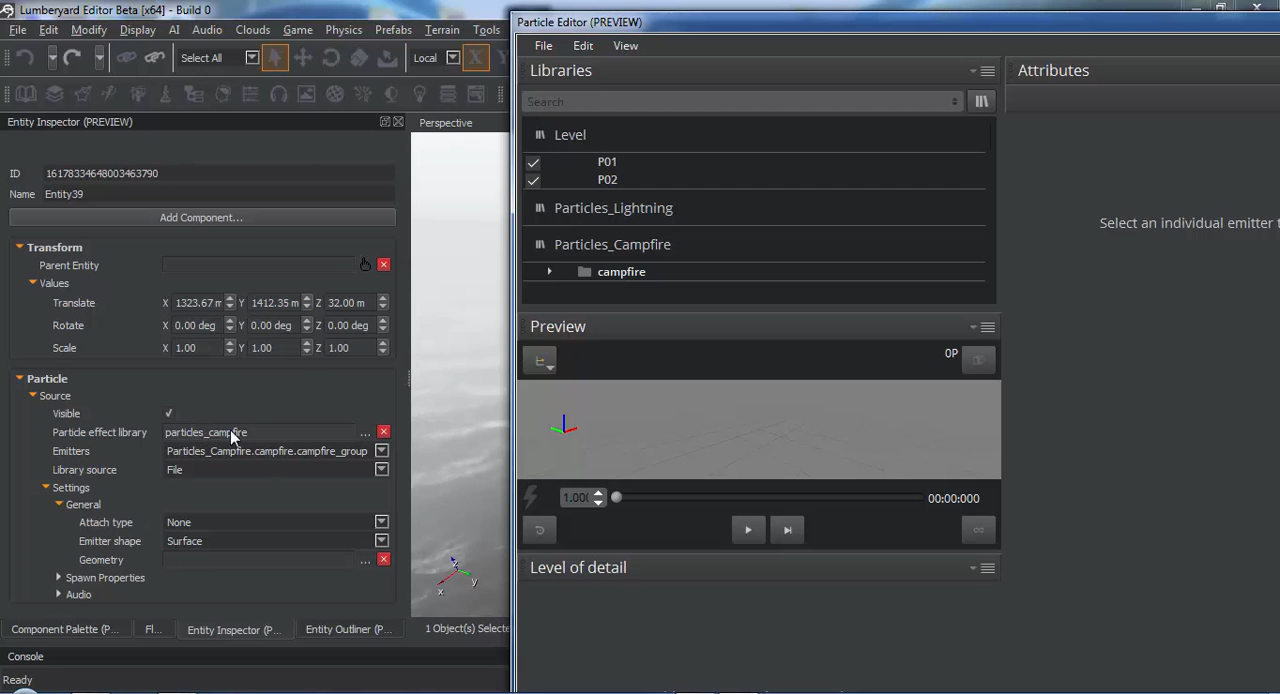 Lumberyard Editor Beta [x64] - Build 0
File Edit Modify Display AI Audio Clouds Game Physics Prefabs Terrain Tools
Select All Local X
Entity Inspector (PREVIEW)
ID 16178334648003463790
Name Entity39
Add Component...
Transform
Parent Entity
Values
Translate X 1323.67 m Y 1412.35 m Z 32.00 m
Rotate X 0.00 deg Y 0.00 deg Z 0.00 deg
Scale X 1.00 Y 1.00 Z 1.00
Particle
Source
Visible
Particle effect library particles_campfire ...
Emitters Particles_Campfire.campfire.campfire_group
Library source File
Settings
General
Attach type None
Emitter shape Surface
Geometry ...
Spawn Properties
Audio
Component Palette (P... Fl... Entity Inspector (P... Entity Outliner (P...
Console
Ready
Perspective
z
y
x
1 Object(s) Selecte
Particle Editor (PREVIEW)
File Edit View
Libraries
Search
Level
P01
P02
Particles_Lightning
Particles_Campfire
campfire
Preview
0P
1.00( 00:00:000
Level of detail
Attributes
Select an individual emitter t